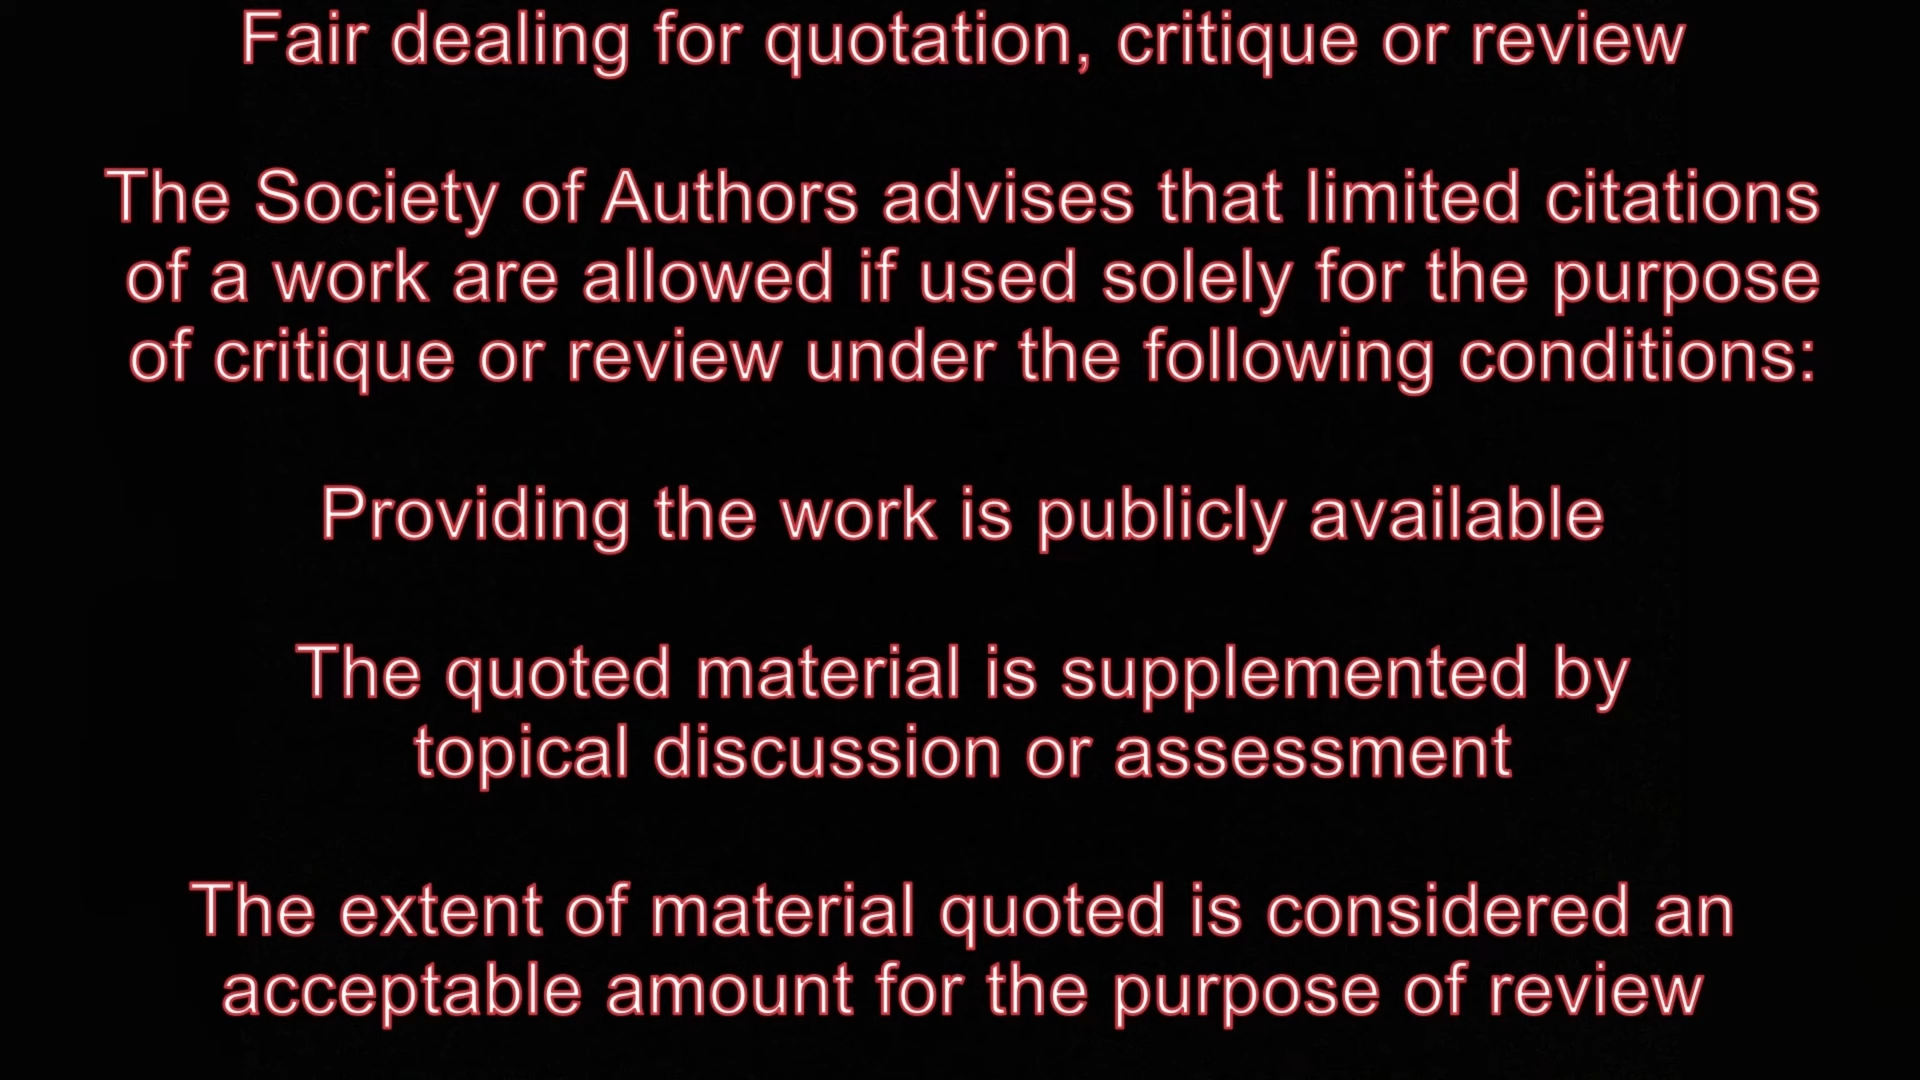 Fair dealing for quotation, critique or review
The Society of Authors advises that limited citations
of a work are allowed if used solely for the purpose
of critique or review under the following conditions:
Providing the work is publicly available
The quoted material is supplemented by
topical discussion or assessment
The extent of material quoted is considered an
acceptable amount for the purpose of review